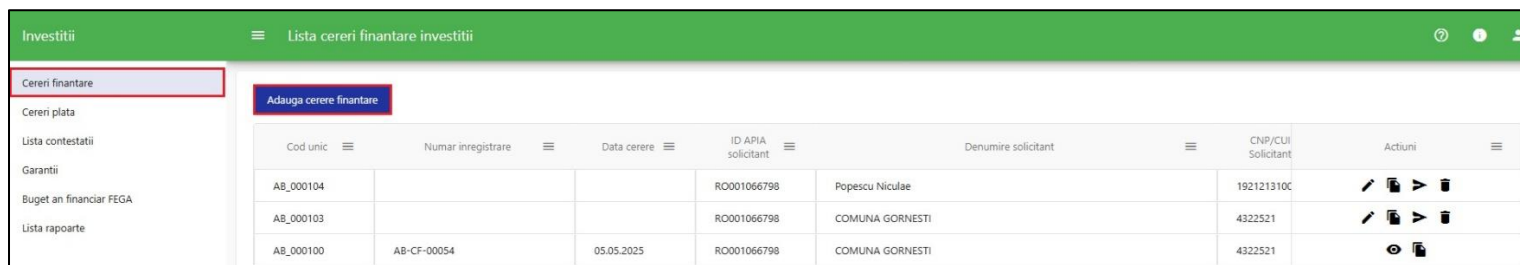 Investitii
Lista cereri finantare investitii
Cereri finantare
Cereri plata
Lista contestatii
Garantii
Buget an financiar FEGA
Lista rapoarte
Adauga cerere finantare
Cod unic Numar inregistrare Data cerere ID APIA solicitant Denumire solicitant CNP/CUI Solicitant Actiuni
AB_000104 RO001066798 Popescu Niculae 192121310C
AB_000103 RO001066798 COMUNA GORNESTI 4322521
AB_000100 AB-CF-00054 05.05.2025 RO001066798 COMUNA GORNESTI 4322521